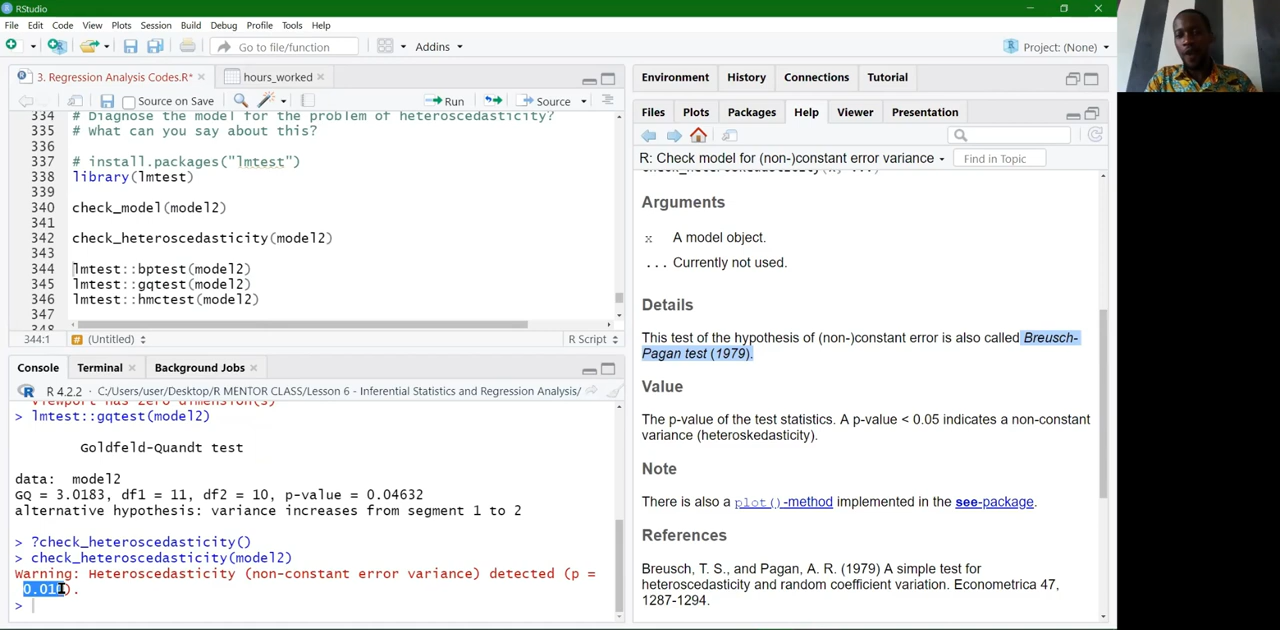 RStudio
File Edit Code View Plots Session Build Debug Profile Tools Help
Go to file/function
Addins
Project: (None)
3. Regression Analysis Codes.R*
hours_worked
Source on Save
Run
Source
334 # Diagnose the model for the problem of heteroscedasticity?
335 # What can you say about this?
336
337 # install.packages("lmtest")
338 library(lmtest)
339
340 check_model(model2)
341
342 check_heteroscedasticity(model2)
343
344 lmtest::bptest(model2)
345 lmtest::gqtest(model2)
346 lmtest::hmctest(model2)
347
348
344:1 # (Untitled) R Script
Console Terminal Background Jobs
R 4.2.2 · C:/Users/user/Desktop/R MENTOR CLASS/Lesson 6 - Inferential Statistics and Regression Analysis/
Viewport has zero dimension(s)
> lmtest::gqtest(model2)
Goldfeld-Quandt test
data: model2
GQ = 3.0183, df1 = 11, df2 = 10, p-value = 0.04632
alternative hypothesis: variance increases from segment 1 to 2
> ?check_heteroscedasticity()
> check_heteroscedasticity(model2)
Warning: Heteroscedasticity (non-constant error variance) detected (p =
).
>
Environment History Connections Tutorial
Files Plots Packages Help Viewer Presentation
R: Check model for (non-)constant error variance
Find in Topic
check_heteroscedasticity(x, ...)
Arguments
x A model object.
... Currently not used.
Details
This test of the hypothesis of (non-)constant error is also called Breusch-
Pagan test (1979).
Value
The p-value of the test statistics. A p-value < 0.05 indicates a non-constant
variance (heteroskedasticity).
Note
There is also a plot()-method implemented in the see-package.
References
Breusch, T. S., and Pagan, A. R. (1979) A simple test for
heteroscedasticity and random coefficient variation. Econometrica 47,
1287-1294.